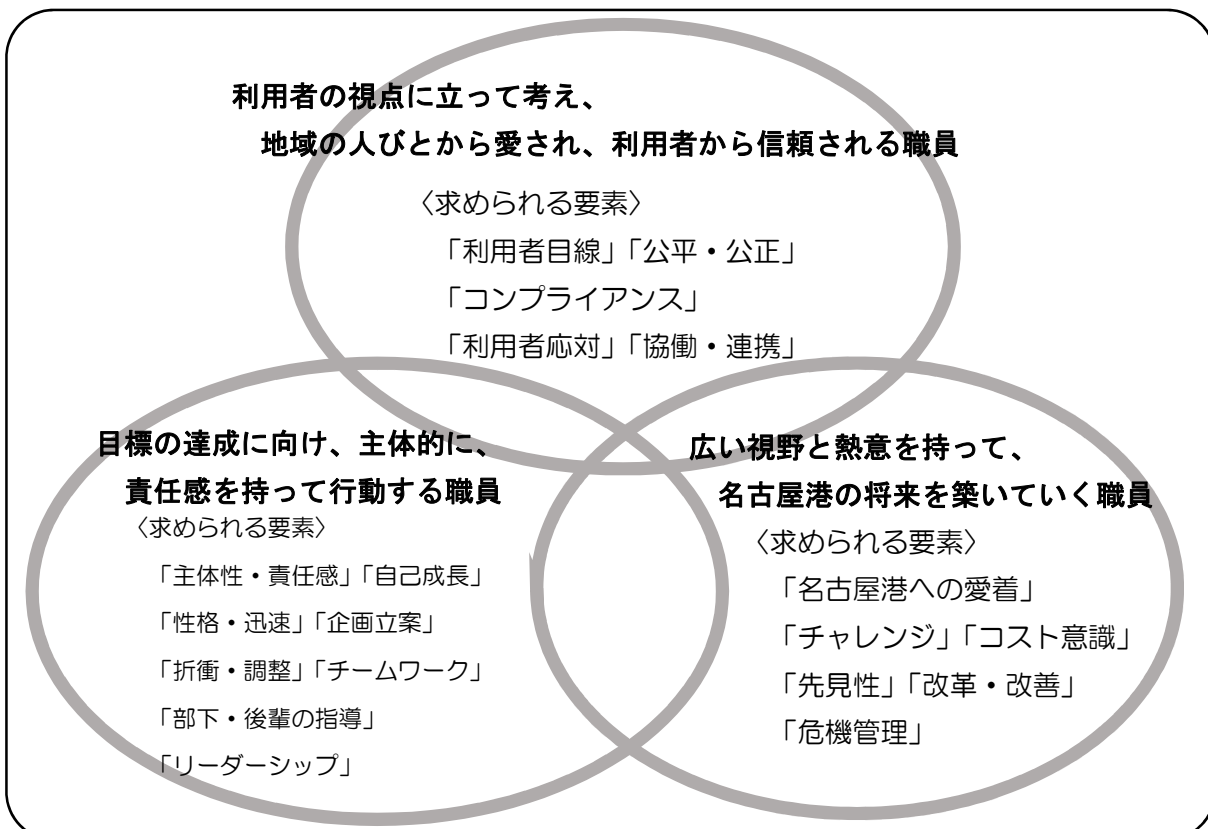 利用者の視点に立って考え、
地域の人びとから愛され、利用者から信頼される職員
〈求められる要素〉
「利用者目線」「公平・公正」
「コンプライアンス」
「利用者応対」「協働・連携」
目標の達成に向け、主体的に、
責任感を持って行動する職員
〈求められる要素〉
「主体性・責任感」「自己成長」
「性格・迅速」「企画立案」
「折衝・調整」「チームワーク」
「部下・後輩の指導」
「リーダーシップ」
広い視野と熱意を持って、
名古屋港の将来を築いていく職員
〈求められる要素〉
「名古屋港への愛着」
「チャレンジ」「コスト意識」
「先見性」「改革・改善」
「危機管理」